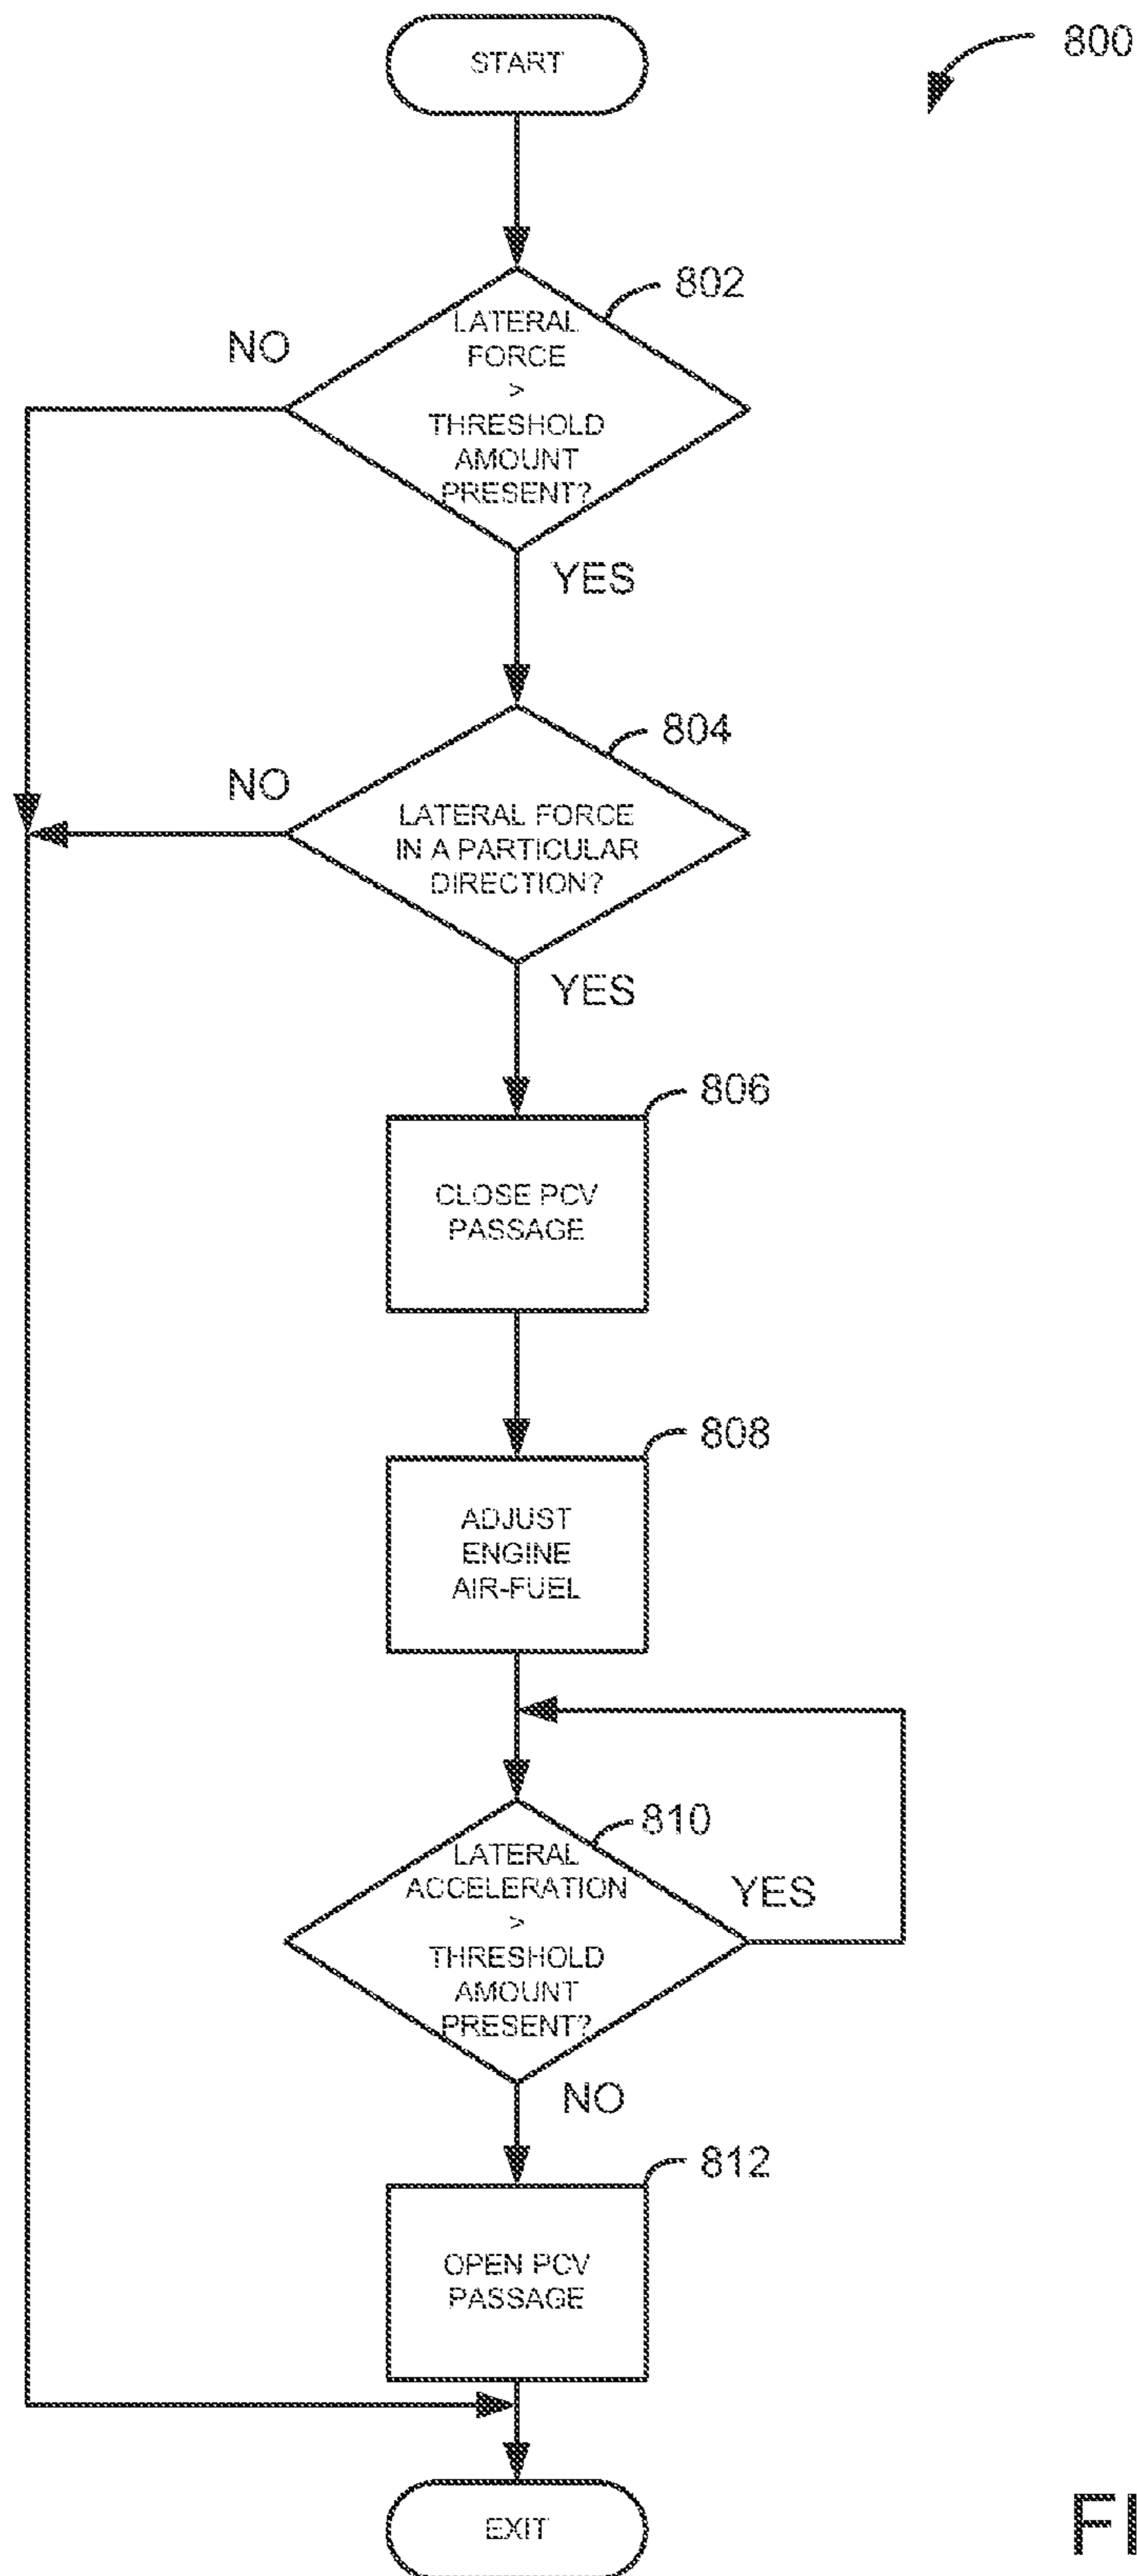 START
800
802
LATERAL
FORCE
>
THRESHOLD
AMOUNT
PRESENT?
NO
YES
804
NO
LATERAL FORCE
IN A PARTICULAR
DIRECTION?
YES
806
CLOSE PCV
PASSAGE
808
ADJUST
ENGINE
AIR-FUEL
810
LATERAL
ACCELERATION
>
THRESHOLD
AMOUNT
PRESENT?
YES
NO
812
OPEN PCV
PASSAGE
EXIT
FI